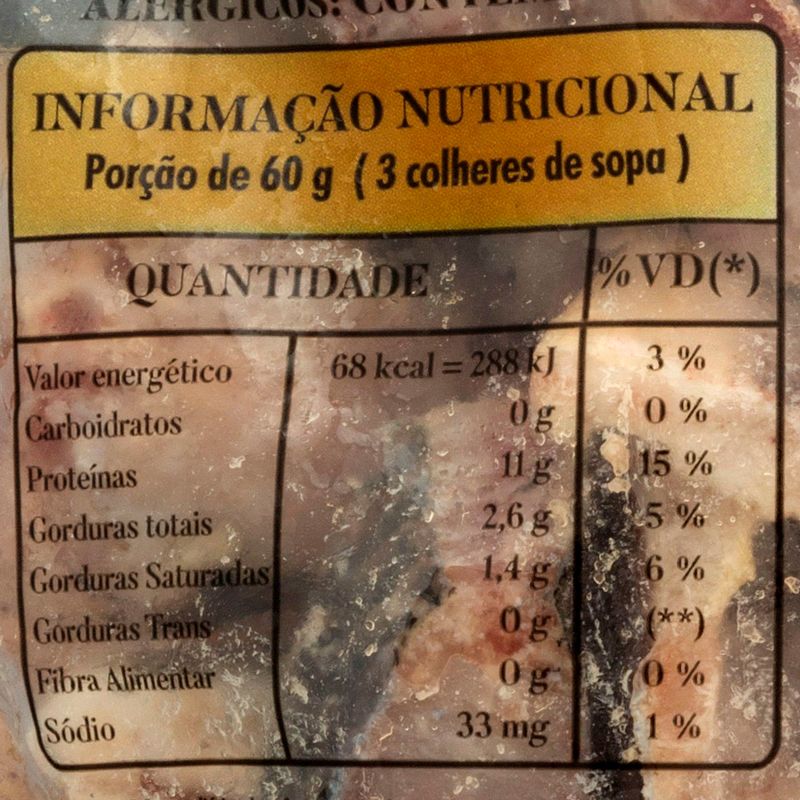 ALÉRGICOS:
INFORMAÇÃO NUTRICIONAL
Porção de 60 g ( 3 colheres de sopa )
QUANTIDADE %VD(*)
Valor energético 68 kcal = 288 kJ 3 %
Carboidratos 0 g 0 %
Proteínas 11 g 15 %
Gorduras totais 2,6 g 5 %
Gorduras Saturadas 1,4 g 6 %
Gorduras Trans 0 g (**)
Fibra Alimentar 0 g 0 %
Sódio 33 mg 1 %